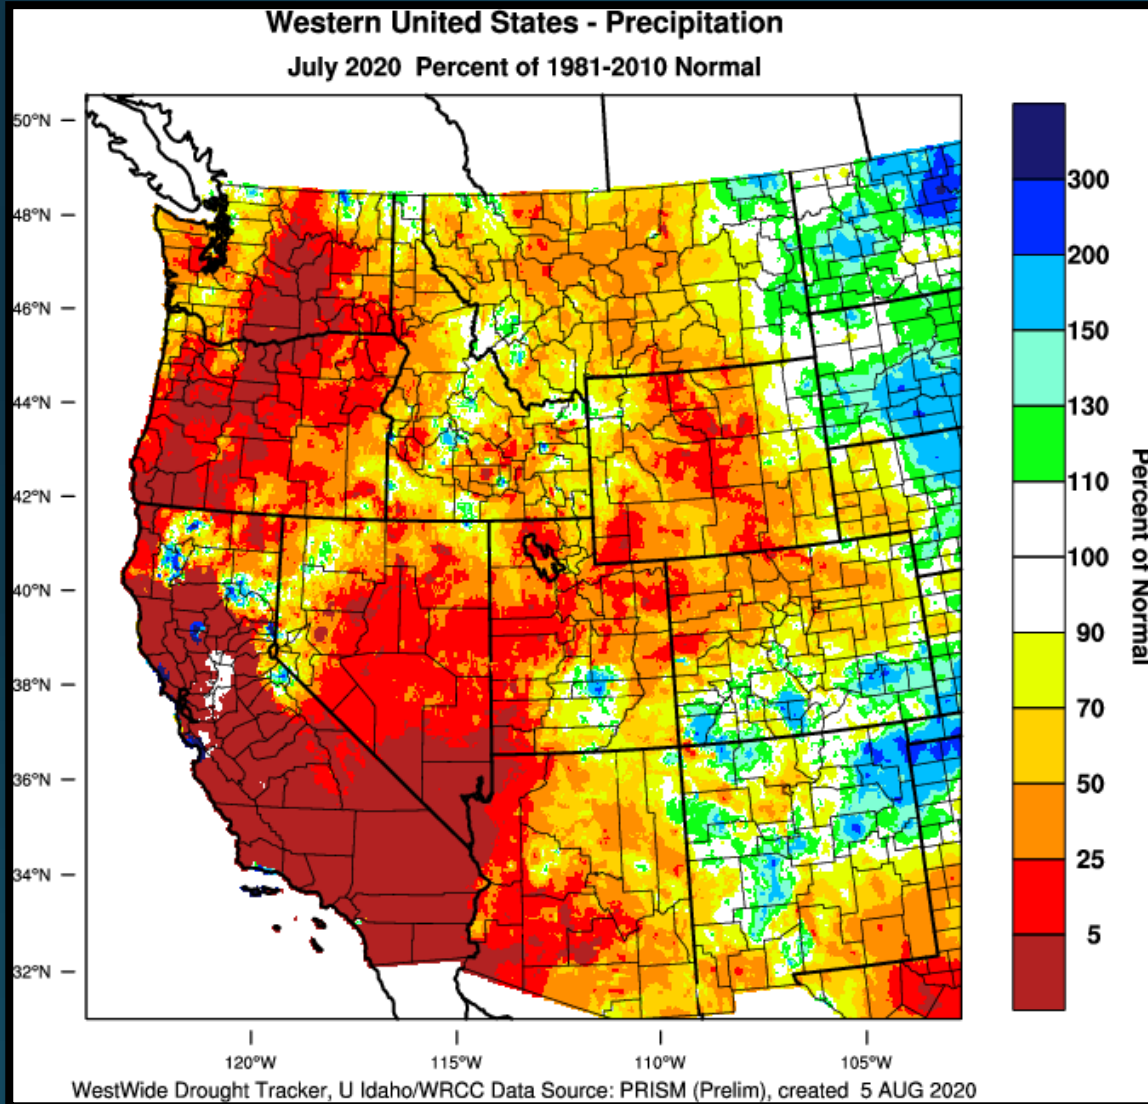 Western United States - Precipitation
July 2020 Percent of 1981-2010 Normal
50°N
48°N
46°N
44°N
42°N
40°N
38°N
36°N
34°N
32°N
120°W
115°W
110°W
105°W
300
200
150
130
110
100
90
70
50
25
5
Percent of Normal
WestWide Drought Tracker, U Idaho/WRCC Data Source: PRISM (Prelim), created 5 AUG 2020